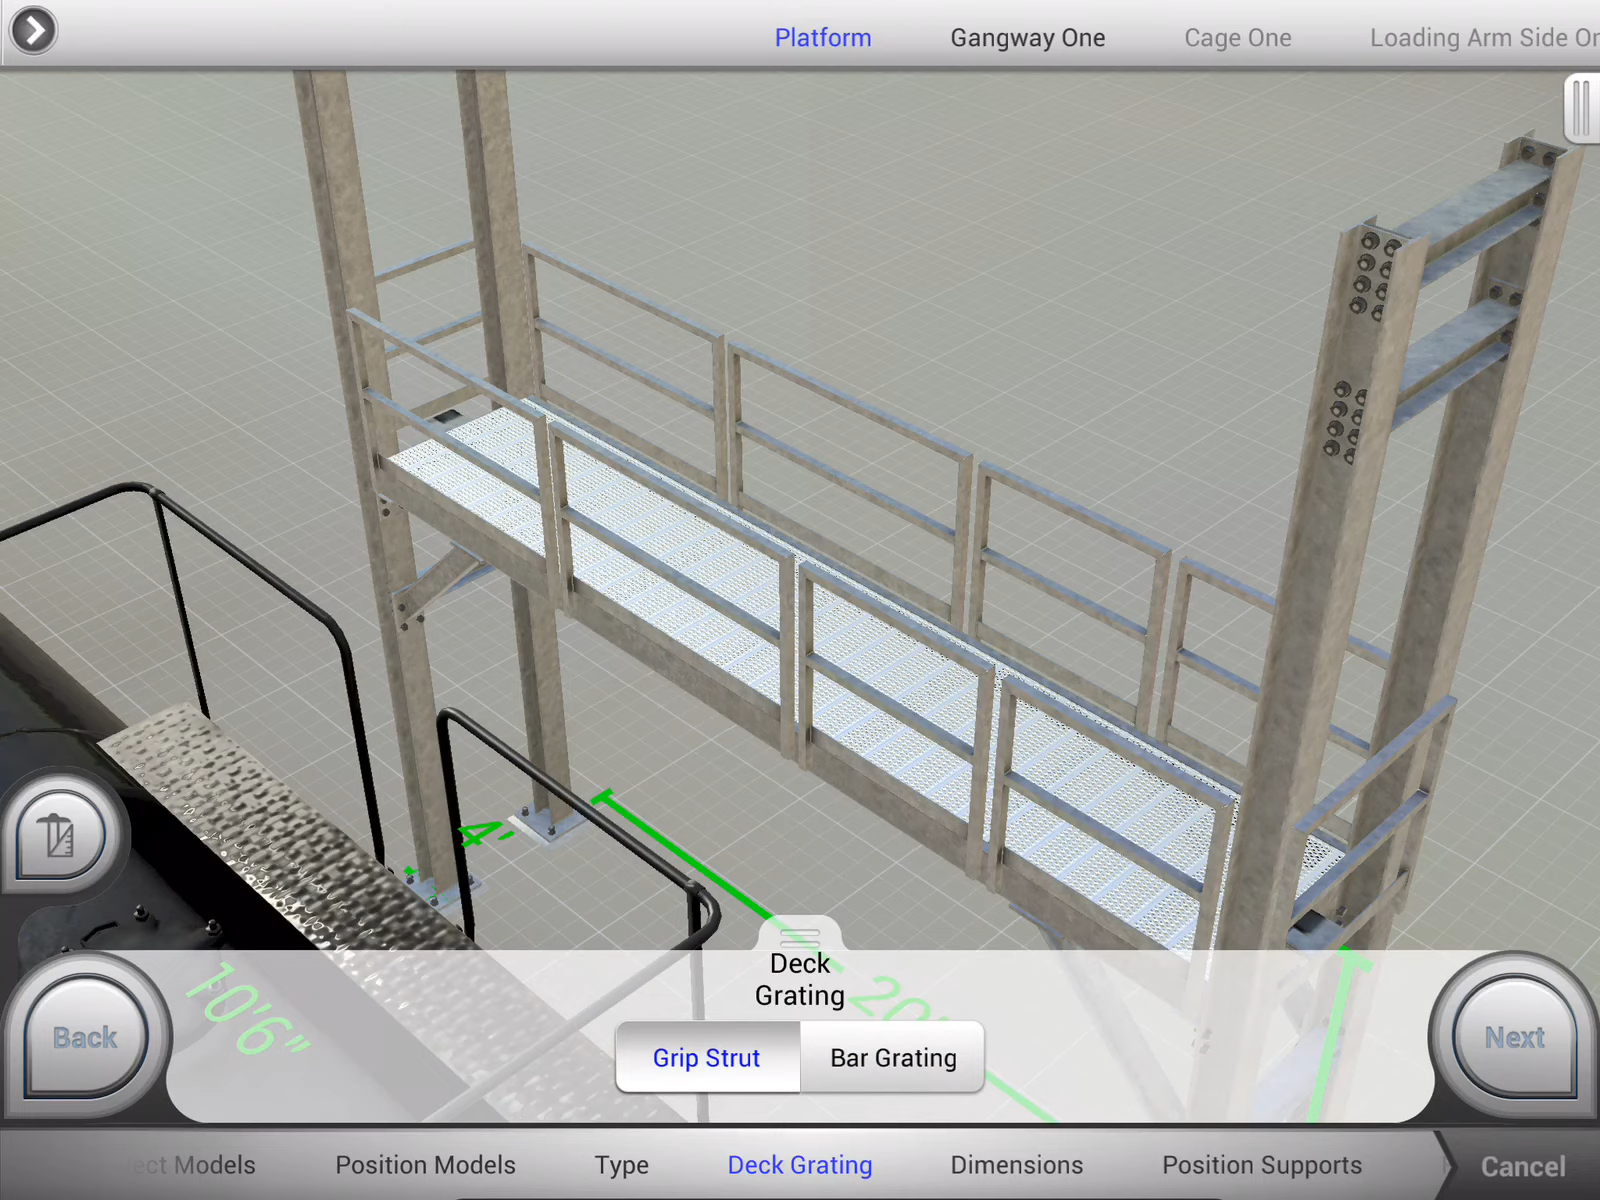 Platform
Gangway One
Cage One
Loading Arm Side
4'
20'
10'6"
Deck
Grating
Grip Strut
Bar Grating
Back
Next
Models
Position Models
Type
Deck Grating
Dimensions
Position Supports
Cancel